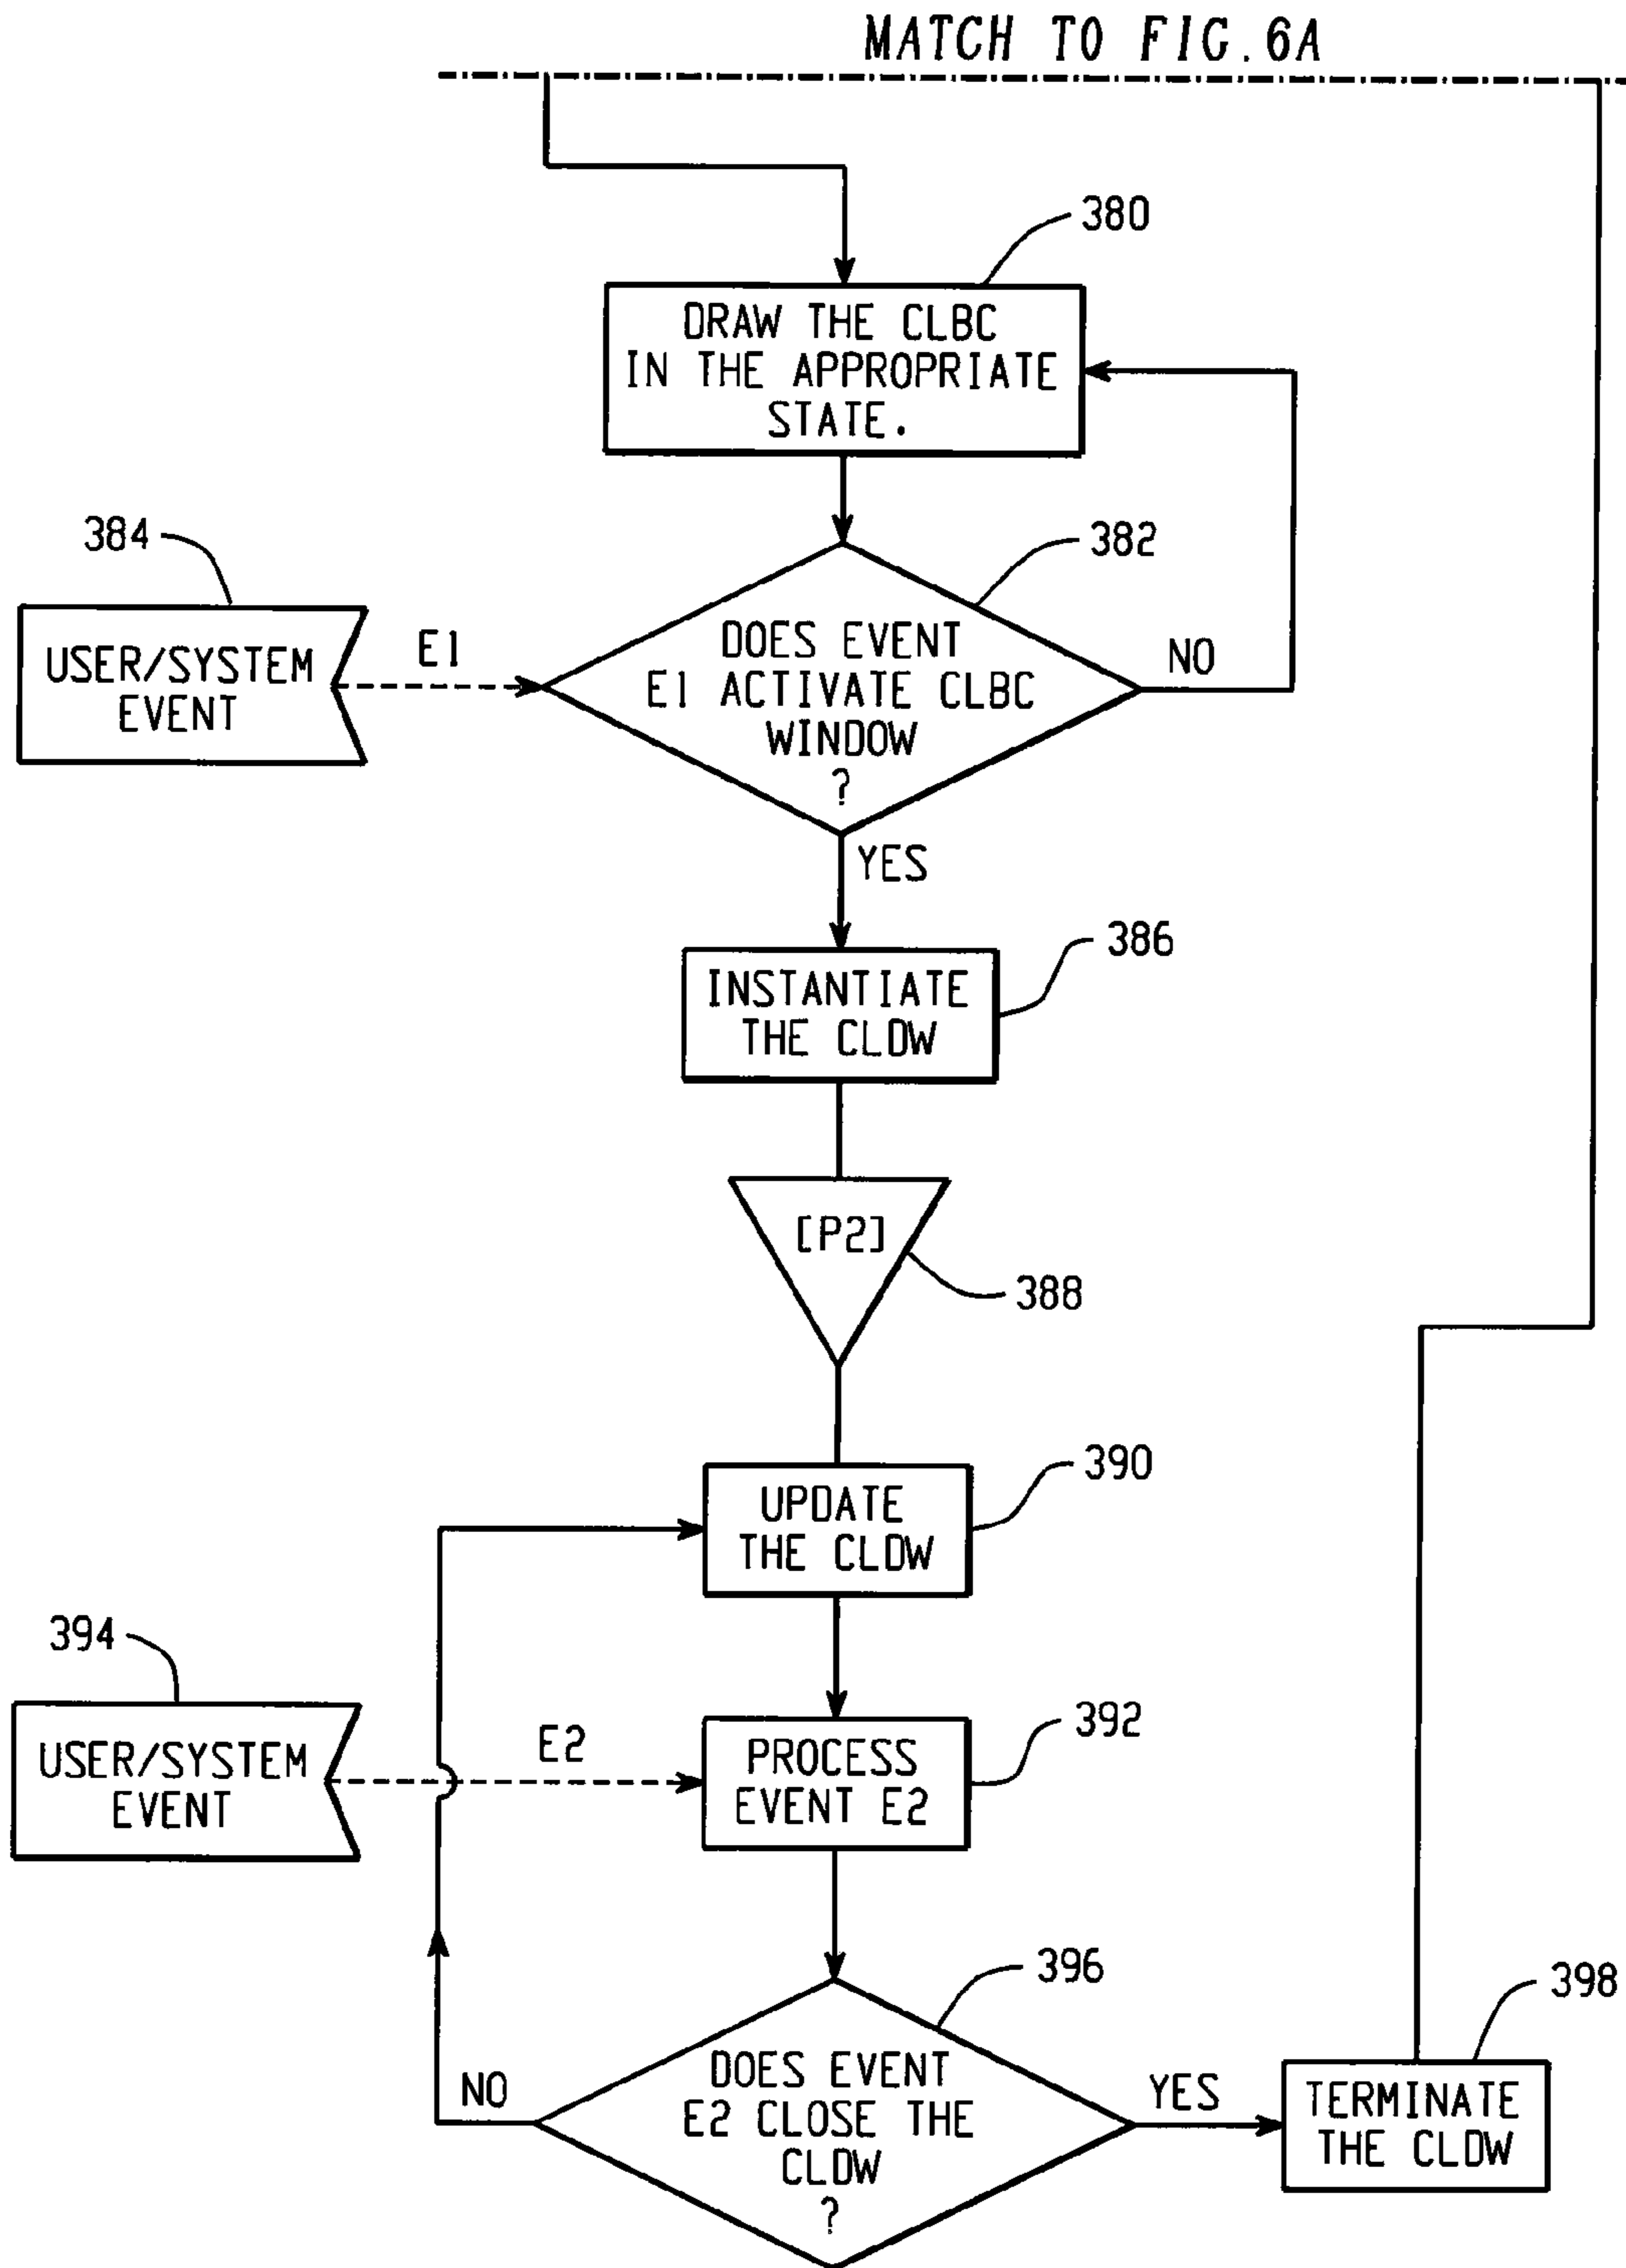 MATCH TO FIG.6A
380
DRAW THE CLBC
IN THE APPROPRIATE
STATE.
384
382
USER/SYSTEM
EVENT
E1
DOES EVENT
E1 ACTIVATE CLBC
WINDOW
?
NO
YES
386
INSTANTIATE
THE CLDW
[P2]
388
390
UPDATE
THE CLDW
394
392
USER/SYSTEM
EVENT
E2
PROCESS
EVENT E2
396
398
DOES EVENT
E2 CLOSE THE
CLDW
?
NO
YES
TERMINATE
THE CLDW